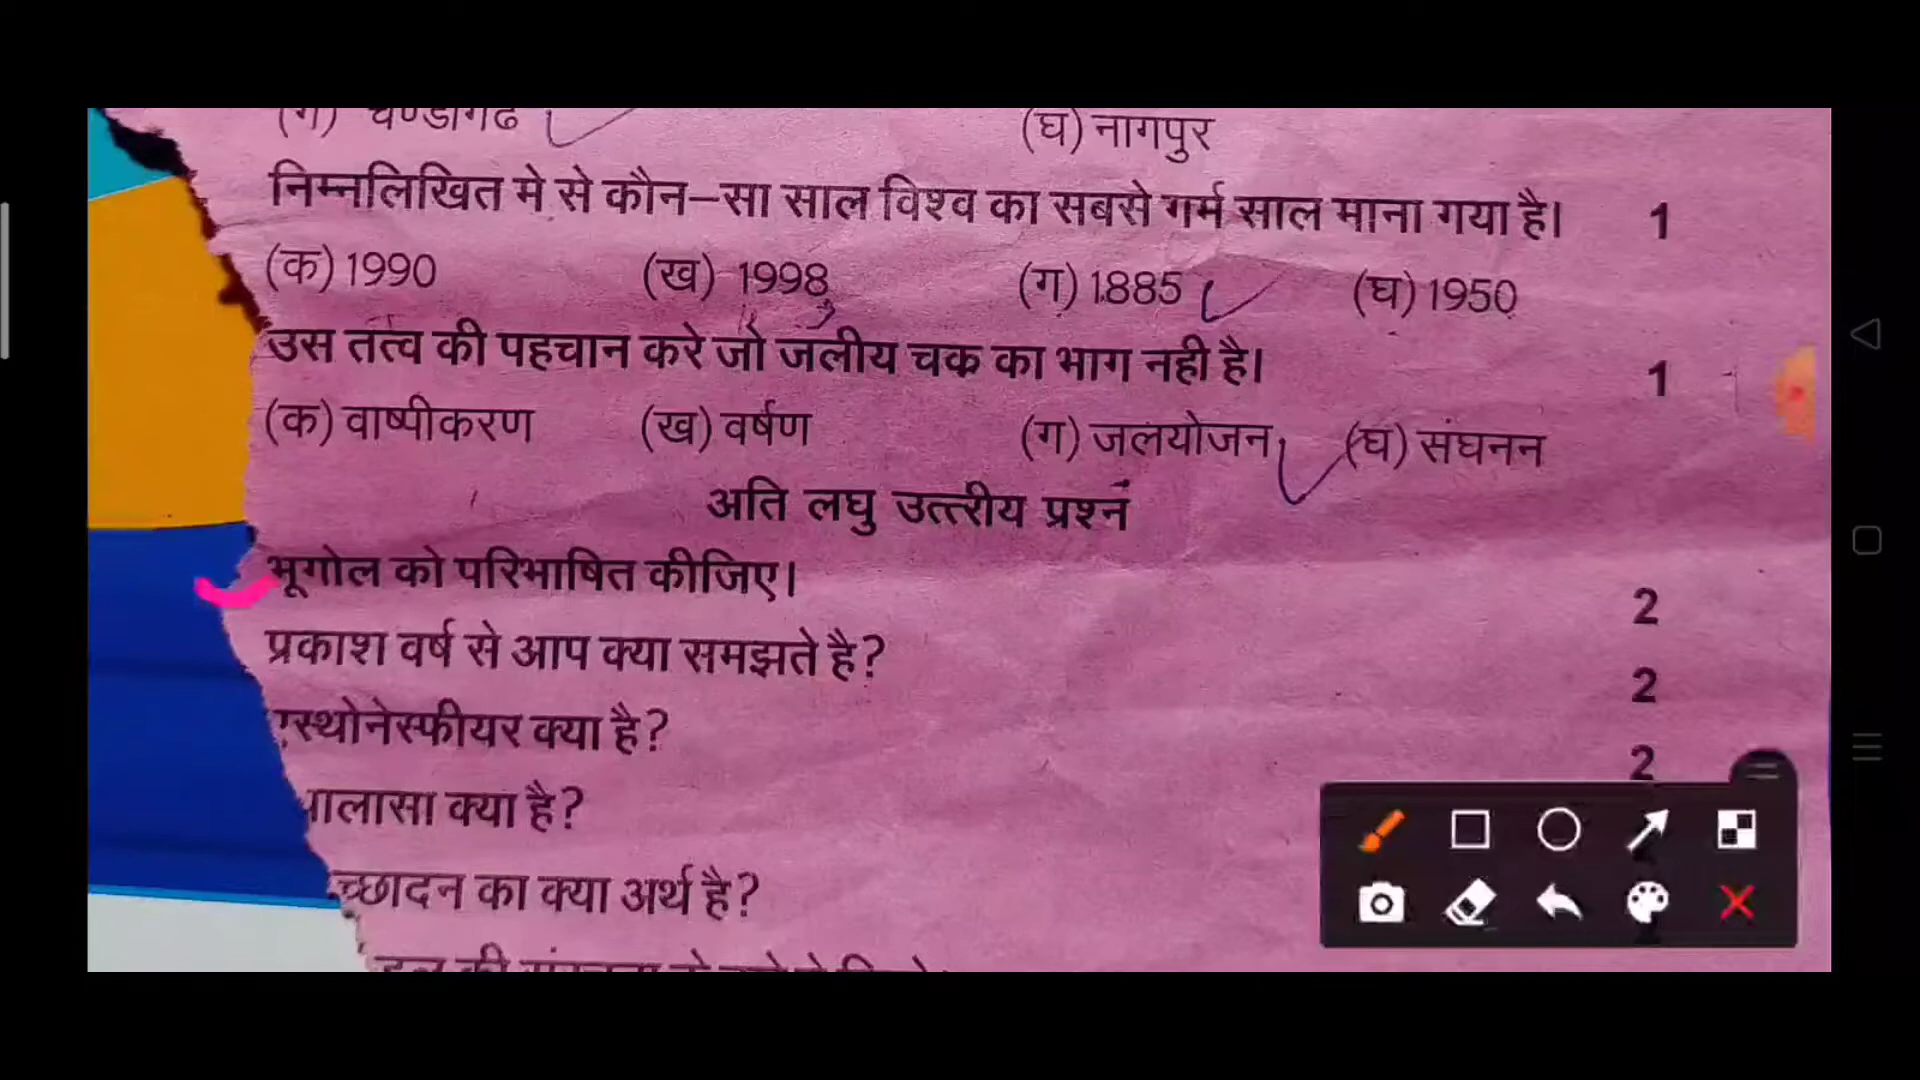 (ग) चण्डीगढ (घ) नागपुर
निम्नलिखित मे से कौन–सा साल विश्व का सबसे गर्म साल माना गया है। 1
(क) 1990 (ख) 1998 (ग) 1885 (घ) 1950
उस तत्व की पहचान करे जो जलीय चक का भाग नही है। 1
(क) वाष्पीकरण (ख) वर्षण (ग) जलयोजन (घ) संघनन
अति लघु उत्तरीय प्रश्न
भूगोल को परिभाषित कीजिए। 2
प्रकाश वर्ष से आप क्या समझते है? 2
क्या है? 2
क्या है?
च्छादन का क्या अर्थ है?